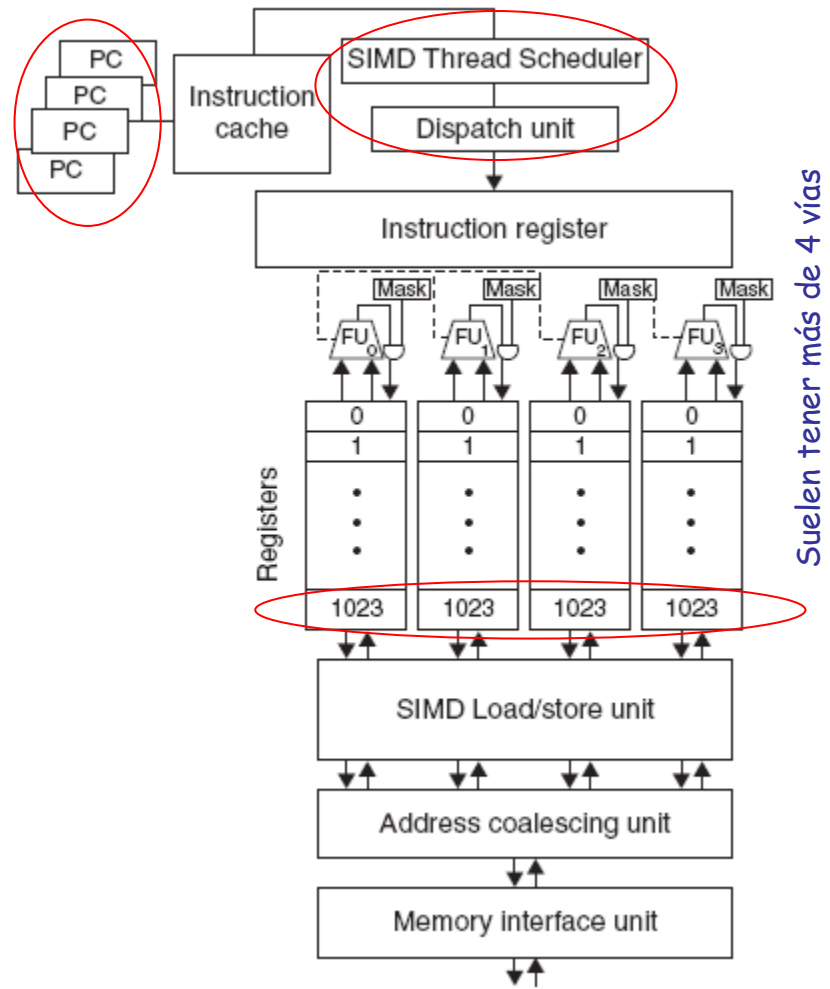 PC
PC
PC
PC
Instruction
cache
SIMD Thread Scheduler
Dispatch unit
Instruction register
Mask
Mask
Mask
Mask
FU0
FU1
FU2
FU3
Registers
0
0
0
0
1
1
1
1
1023
1023
1023
1023
SIMD Load/store unit
Address coalescing unit
Memory interface unit
Suelen tener más de 4 vías